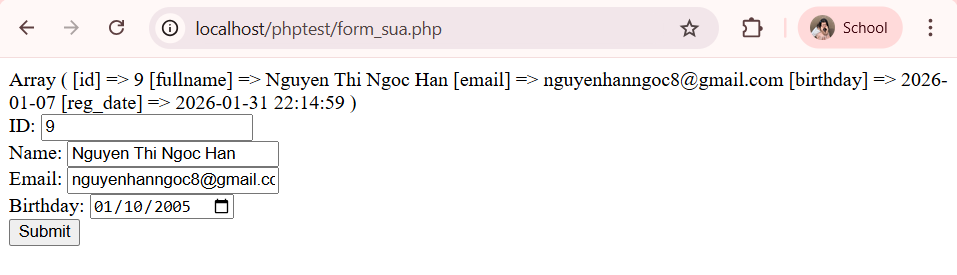 localhost/phptest/form_sua.php
School
Array ( [id] => 9 [fullname] => Nguyen Thi Ngoc Han [email] => nguyenhanngoc8@gmail.com [birthday] => 2026-
01-07 [reg_date] => 2026-01-31 22:14:59 )
ID: 9
Name: Nguyen Thi Ngoc Han
Email: nguyenhanngoc8@gmail.co
Birthday: 01/10/2005
Submit